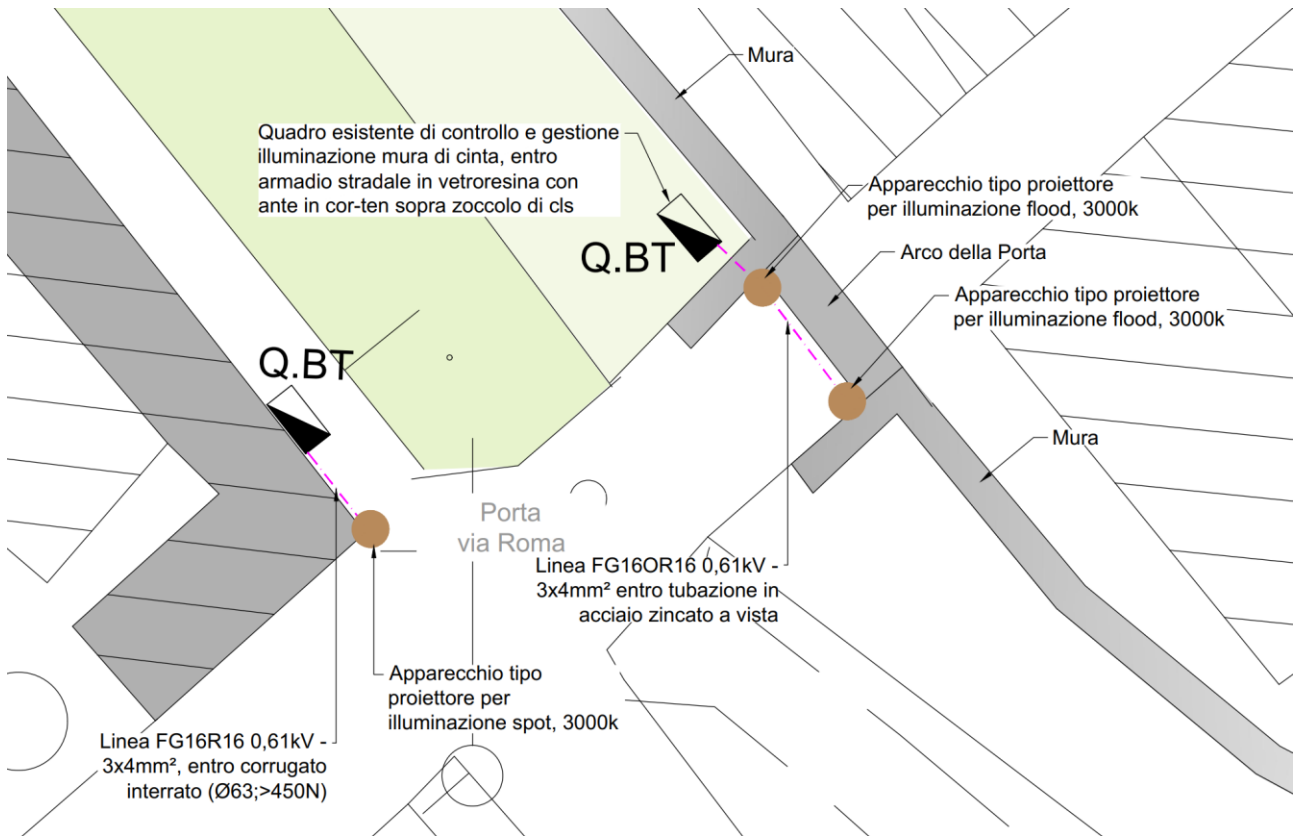 Mura
Quadro esistente di controllo e gestione
illuminazione mura di cinta, entro
armadio stradale in vetroresina con
ante in cor-ten sopra zoccolo di cls
Apparecchio tipo proiettore
per illuminazione flood, 3000k
Q.BT
Arco della Porta
Apparecchio tipo proiettore
per illuminazione flood, 3000k
Q.BT
Mura
Porta
via Roma
Linea FG16OR16 0,61kV -
3x4mm² entro tubazione in
acciaio zincato a vista
Apparecchio tipo
proiettore per
illuminazione spot, 3000k
Linea FG16R16 0,61kV -
3x4mm², entro corrugato
interrato (Ø63;>450N)